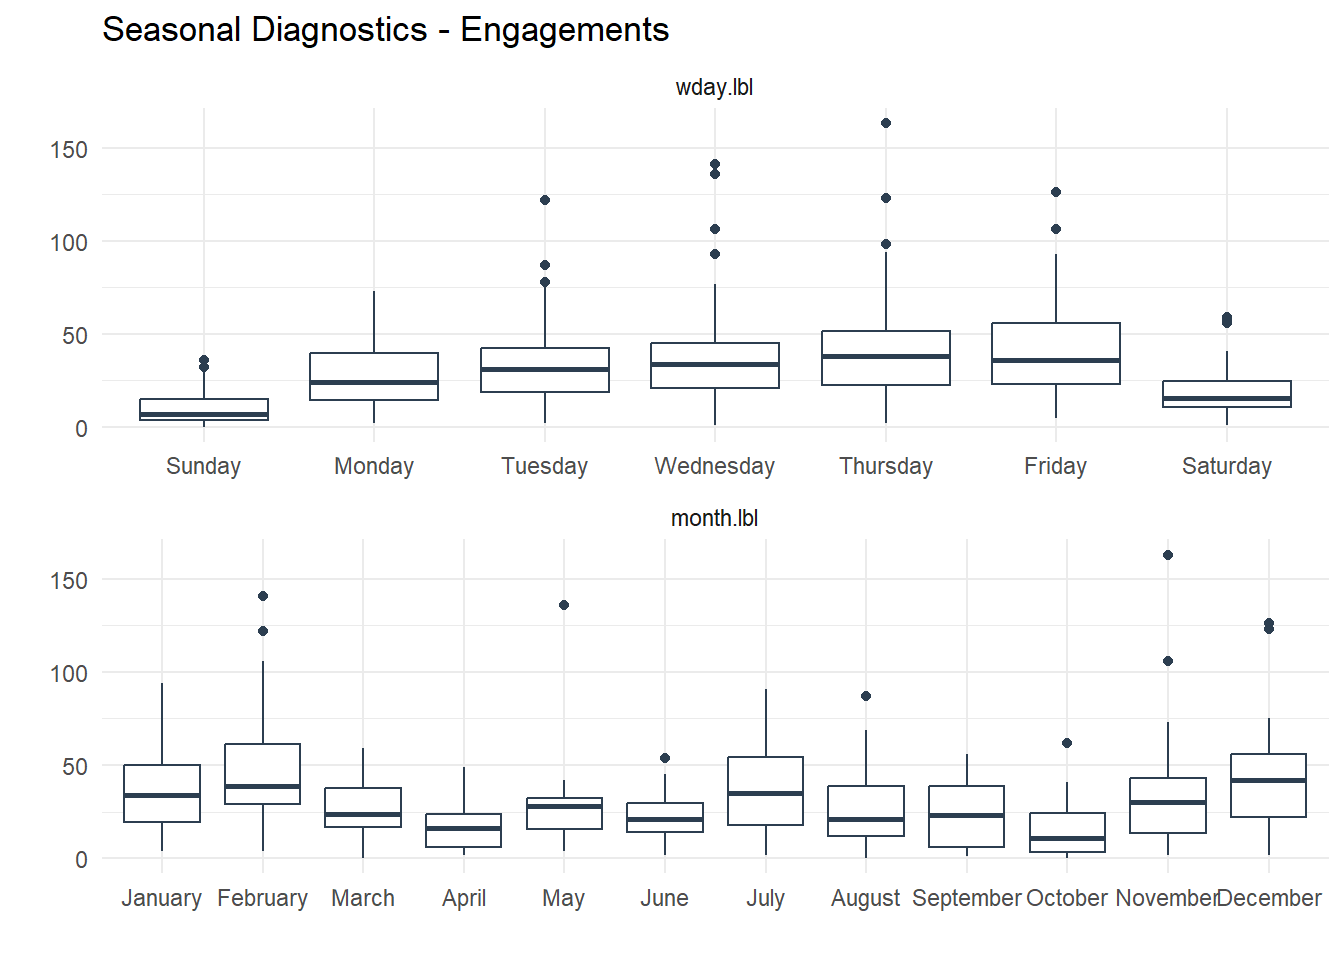 Seasonal Diagnostics - Engagements
wday.lbl
150
100
50
0
Sunday Monday Tuesday Wednesday Thursday Friday Saturday
month.lbl
150
100
50
0
January February March April May June July August September October November December